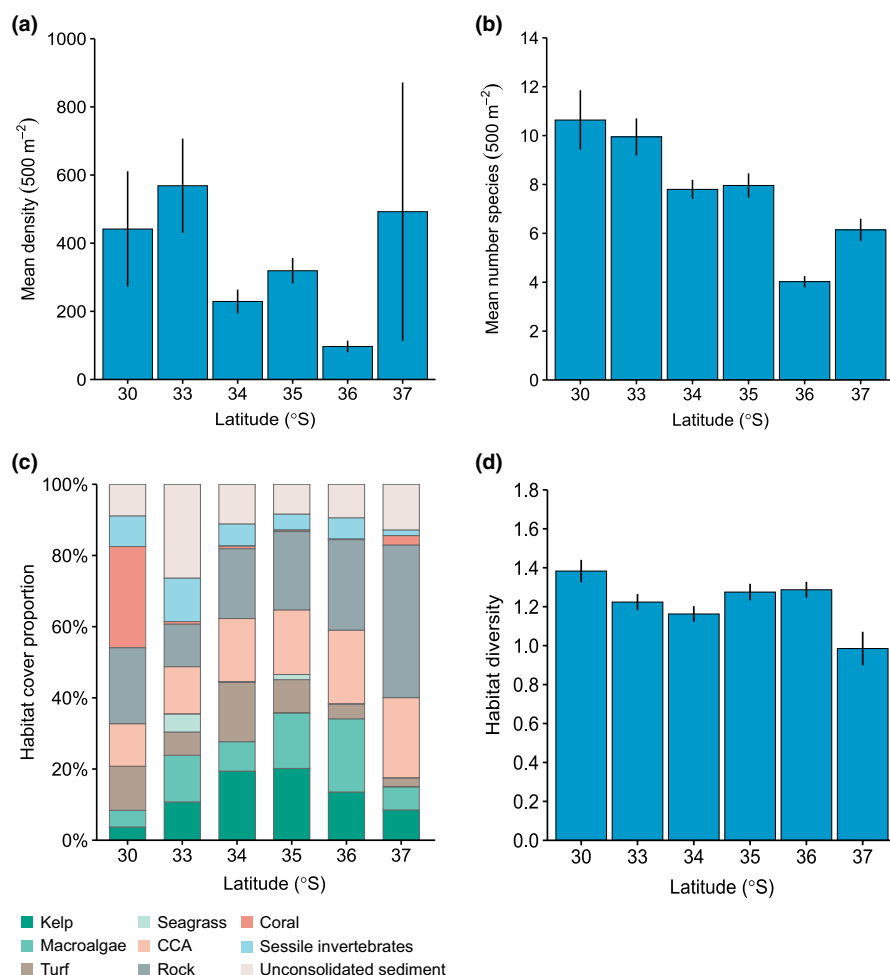 (a)
1000
800
600
400
200
0
Mean density (500 m⁻²)
30 33 34 35 36 37
Latitude (°S)
(b)
14
12
10
8
6
4
2
0
Mean number species (500 m⁻²)
30 33 34 35 36 37
Latitude (°S)
(c)
100%
80%
60%
40%
20%
0%
Habitat cover proportion
30 33 34 35 36 37
Latitude (°S)
(d)
1.8
1.6
1.4
1.2
1.0
0.8
0.6
0.4
0.2
0.0
Habitat diversity
30 33 34 35 36 37
Latitude (°S)
Kelp Seagrass Coral
Macroalgae CCA Sessile invertebrates
Turf Rock Unconsolidated sediment